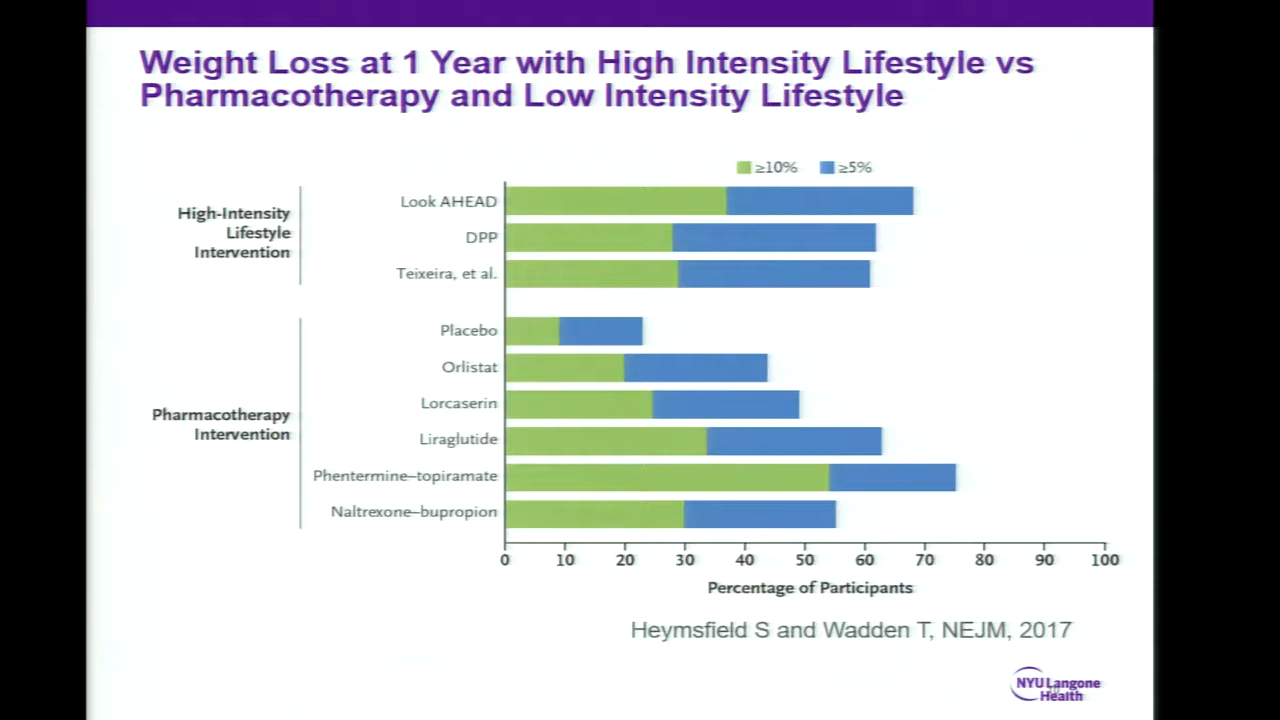 Weight Loss at 1 Year with High Intensity Lifestyle vs
Pharmacotherapy and Low Intensity Lifestyle
≥10% ≥5%
High-Intensity
Lifestyle
Intervention
Look AHEAD
DPP
Teixeira, et al.
Pharmacotherapy
Intervention
Placebo
Orlistat
Lorcaserin
Liraglutide
Phentermine–topiramate
Naltrexone–bupropion
0 10 20 30 40 50 60 70 80 90 100
Percentage of Participants
Heymsfield S and Wadden T, NEJM, 2017
NYU Langone
Health